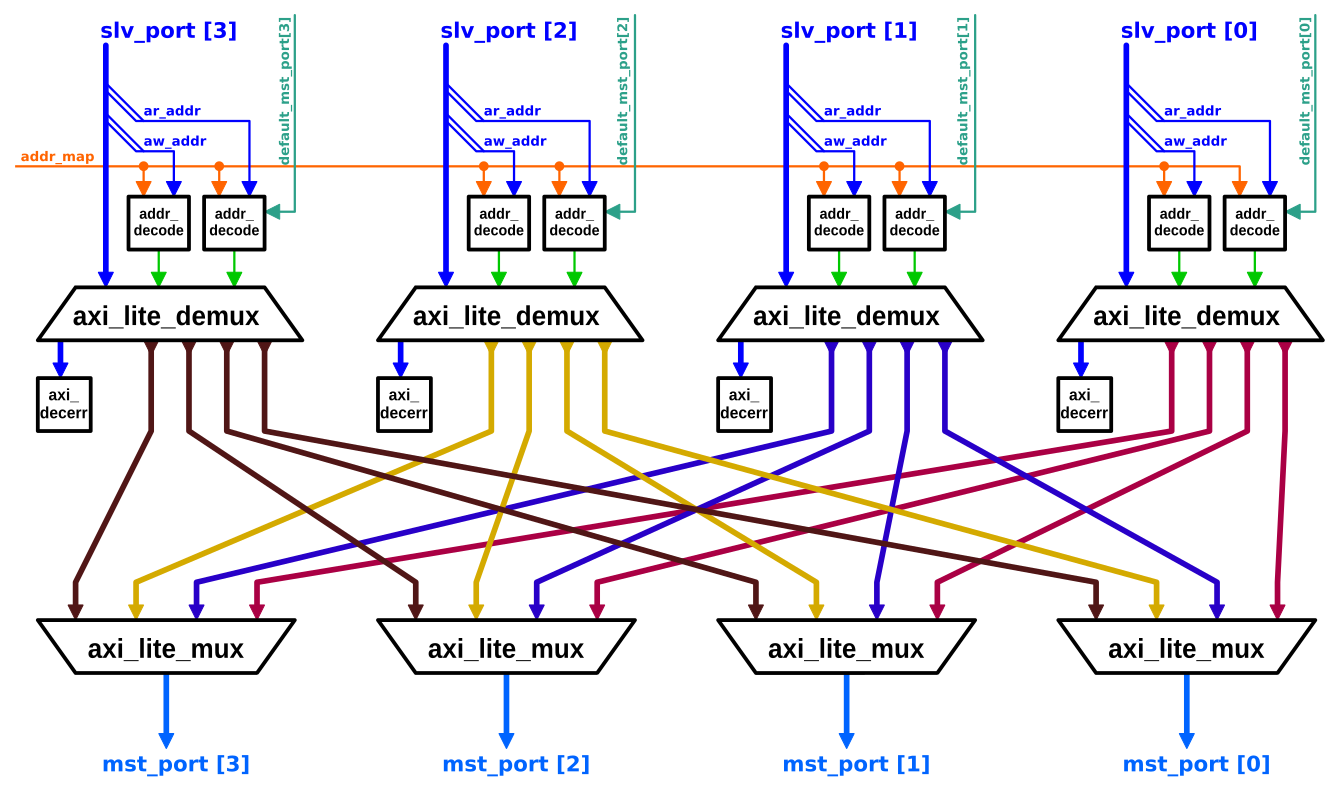 slv_port [3]
default_mst_port[3]
slv_port [2]
default_mst_port[2]
slv_port [1]
default_mst_port[1]
slv_port [0]
default_mst_port[0]
ar_addr
ar_addr
ar_addr
ar_addr
aw_addr
aw_addr
aw_addr
aw_addr
addr_map
addr_
decode
addr_
decode
addr_
decode
addr_
decode
addr_
decode
addr_
decode
addr_
decode
addr_
decode
axi_lite_demux
axi_lite_demux
axi_lite_demux
axi_lite_demux
axi_
decerr
axi_
decerr
axi_
decerr
axi_
decerr
axi_lite_mux
axi_lite_mux
axi_lite_mux
axi_lite_mux
mst_port [3]
mst_port [2]
mst_port [1]
mst_port [0]